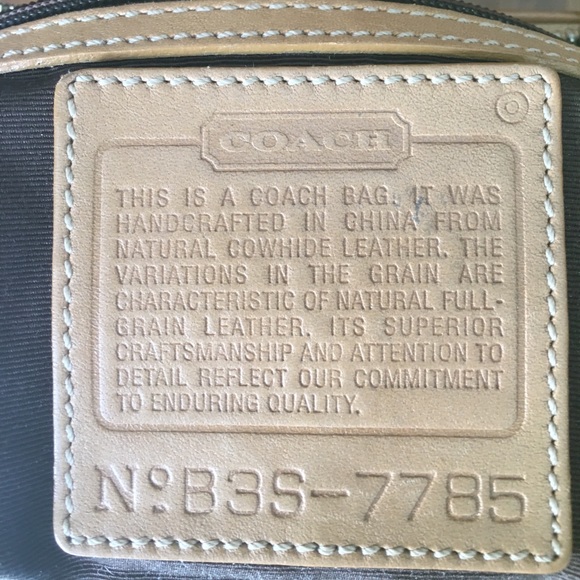 COACH
THIS IS A COACH BAG. IT WAS
HANDCRAFTED IN CHINA FROM
NATURAL COWHIDE LEATHER. THE
VARIATIONS IN THE GRAIN ARE
CHARACTERISTIC OF NATURAL FULL-
GRAIN LEATHER. ITS SUPERIOR
CRAFTSMANSHIP AND ATTENTION TO
DETAIL REFLECT OUR COMMITMENT
TO ENDURING QUALITY.
Nº B3S-7785